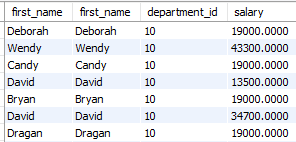 first_name first_name department_id salary
Deborah Deborah 10 19000.0000
Wendy Wendy 10 43300.0000
Candy Candy 10 19000.0000
David David 10 13500.0000
Bryan Bryan 10 19000.0000
David David 10 34700.0000
Dragan Dragan 10 19000.0000